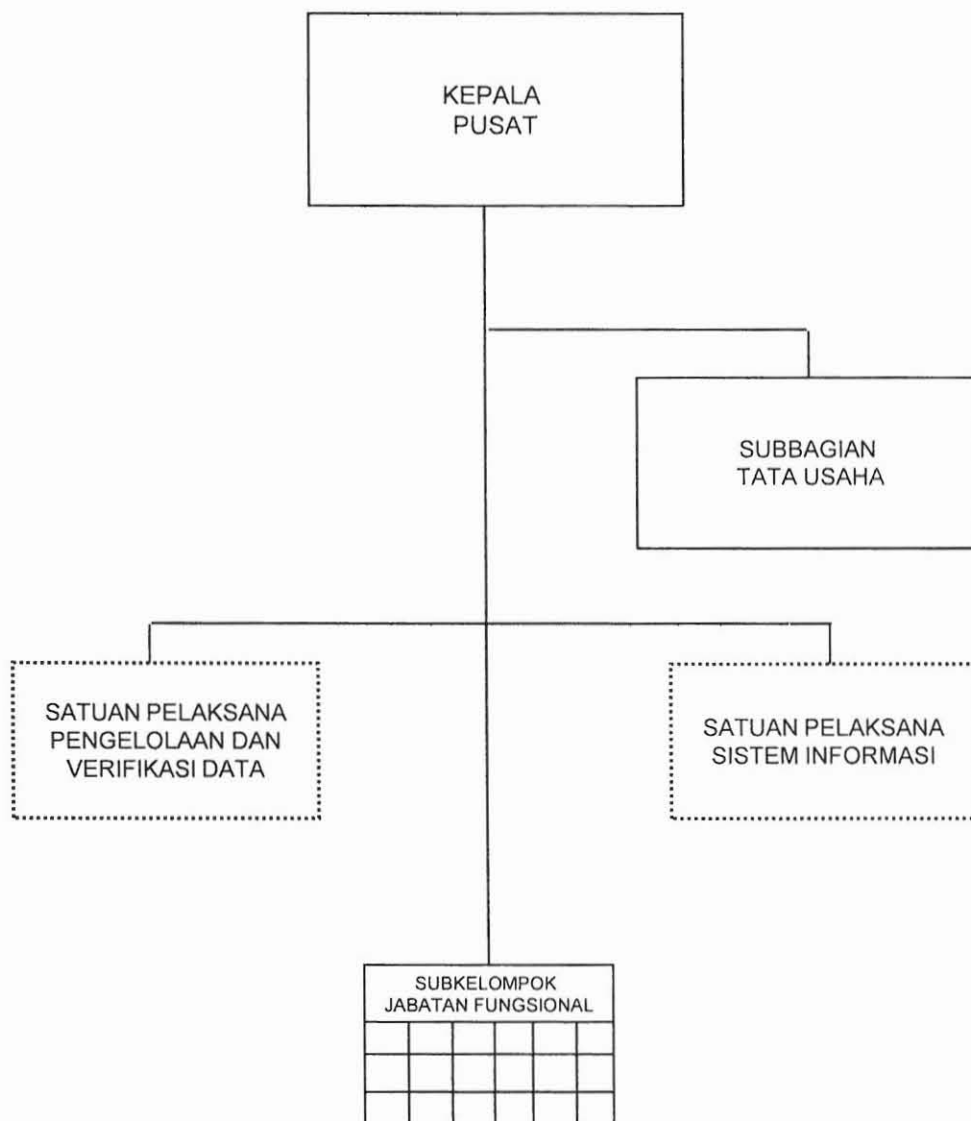 KEPALA
PUSAT
SUBBAGIAN
TATA USAHA
SATUAN PELAKSANA
PENGELOLAAN DAN
VERIFIKASI DATA
SATUAN PELAKSANA
SISTEM INFORMASI
SUBKELOMPOK
JABATAN FUNGSIONAL